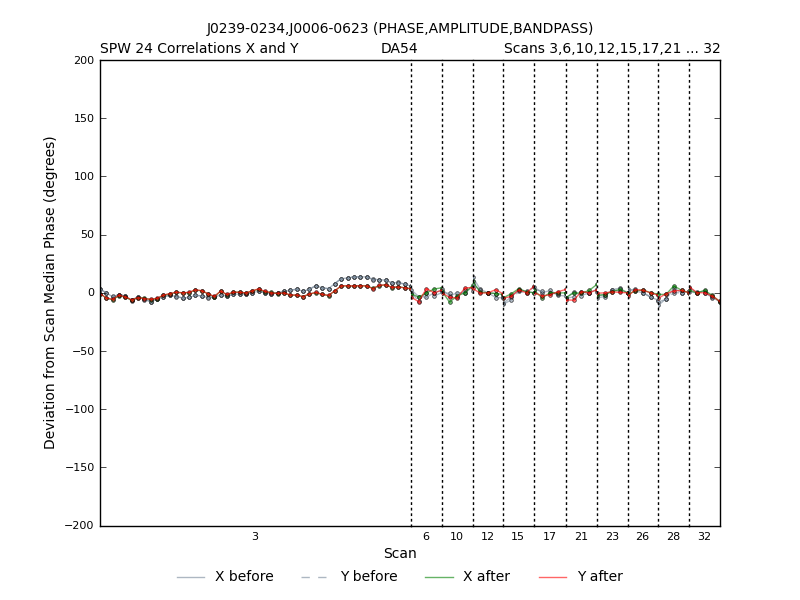 J0239-0234,J0006-0623 (PHASE,AMPLITUDE,BANDPASS)
SPW 24 Correlations X and Y DA54 Scans 3,6,10,12,15,17,21 ... 32
200
150
100
50
0
−50
−100
−150
−200
Deviation from Scan Median Phase (degrees)
3 6 10 12 15 17 21 23 26 28 32
Scan
X before Y before X after Y after